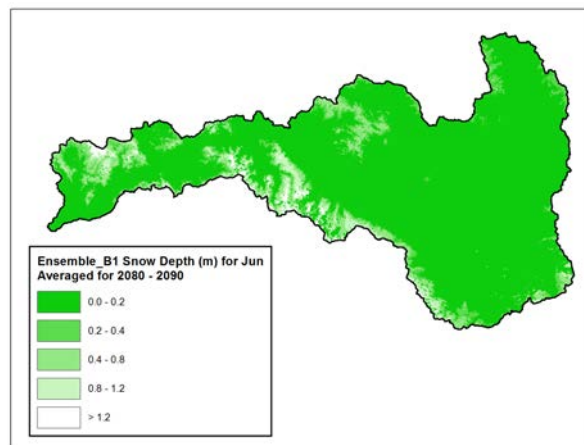 Ensemble_B1 Snow Depth (m) for Jun
Averaged for 2080 - 2090
0.0 - 0.2
0.2 - 0.4
0.4 - 0.8
0.8 - 1.2
> 1.2